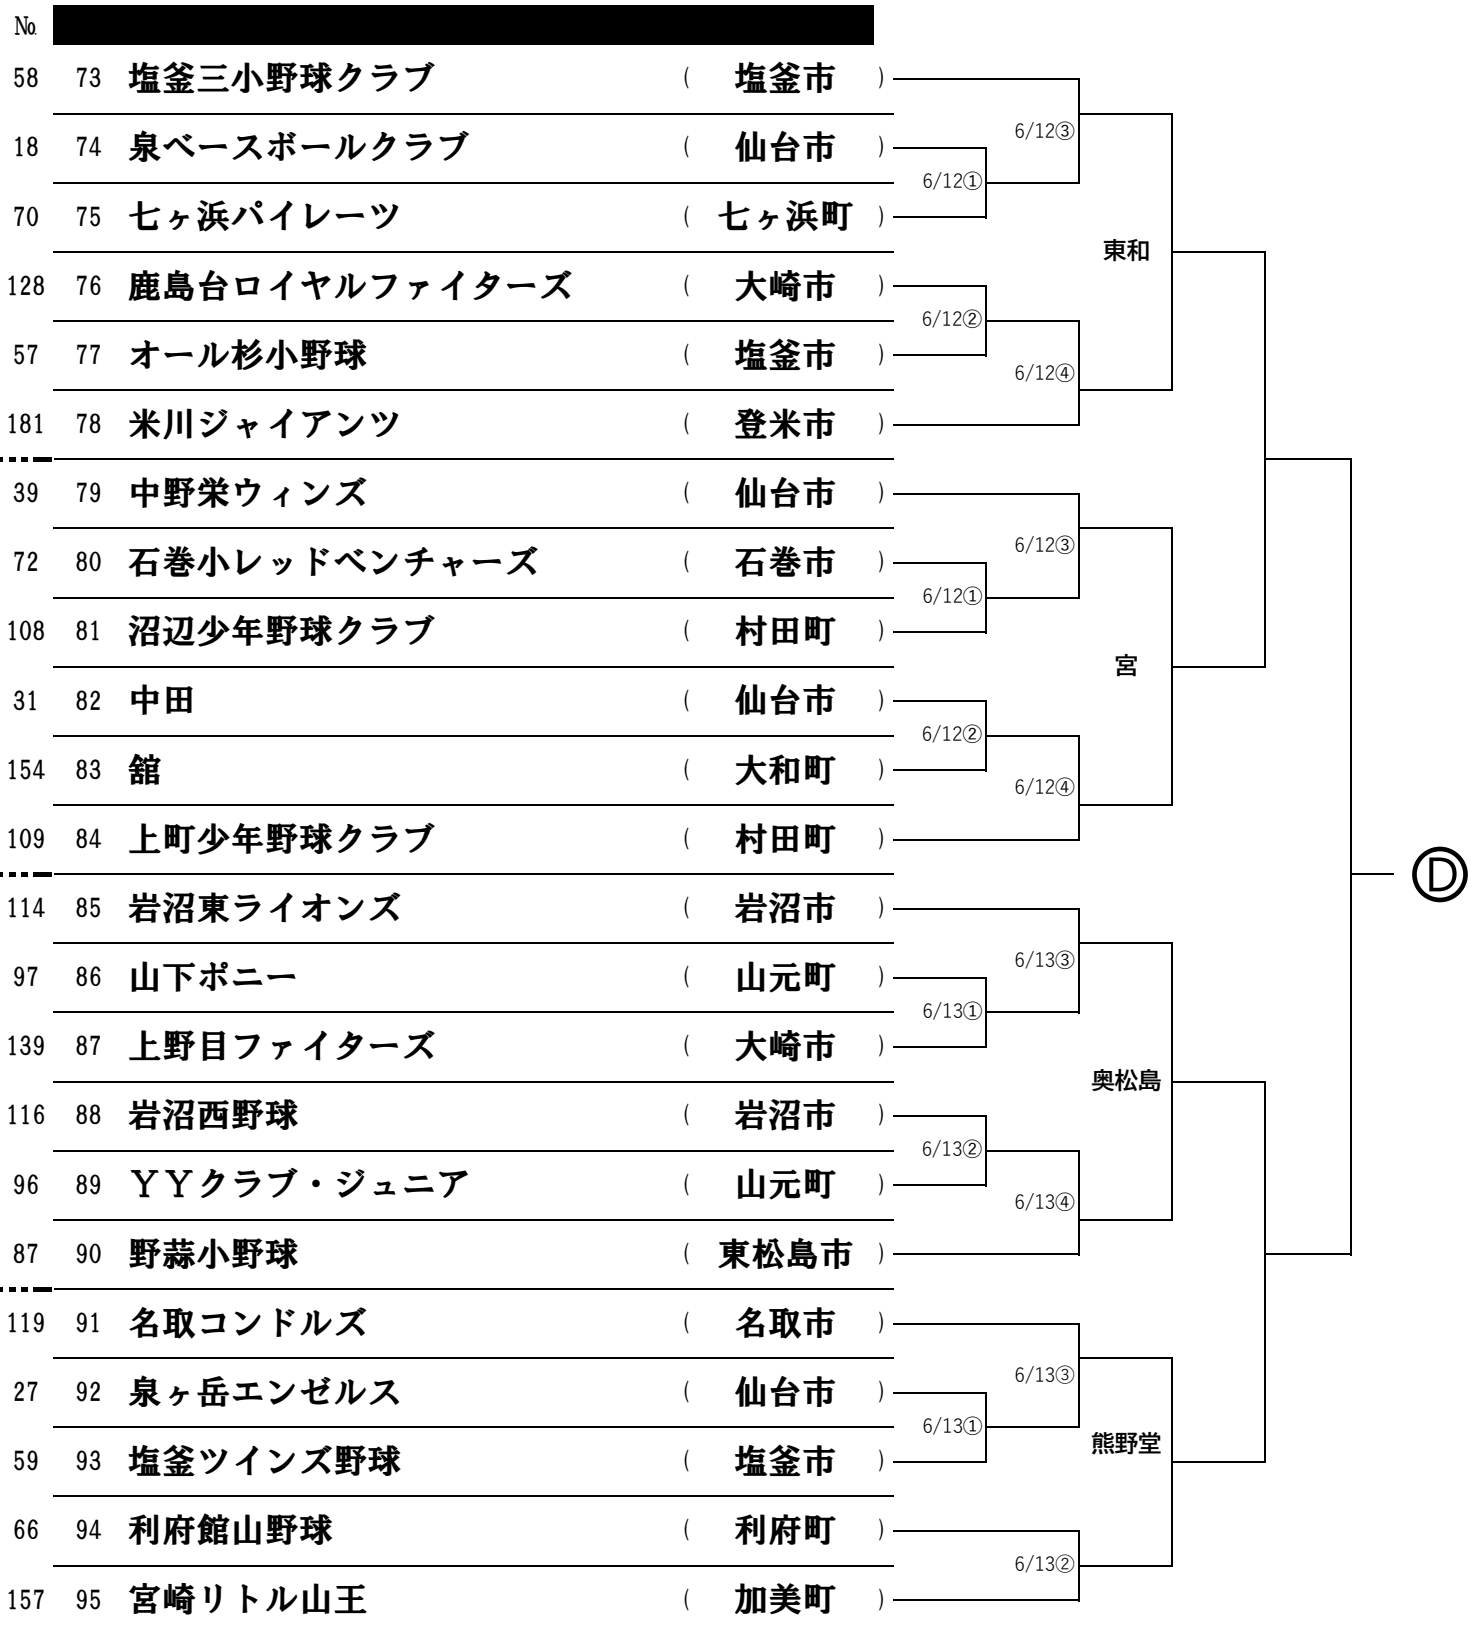 No.
58 73 塩釜三小野球クラブ ( 塩釜市 )
6/12③
18 74 泉ベースボールクラブ ( 仙台市 )
6/12①
70 75 七ヶ浜パイレーツ ( 七ヶ浜町 )
東和
128 76 鹿島台ロイヤルファイターズ ( 大崎市 )
6/12②
57 77 オール杉小野球 ( 塩釜市 )
6/12④
181 78 米川ジャイアンツ ( 登米市 )
39 79 中野栄ウィンズ ( 仙台市 )
6/12③
72 80 石巻小レッドベンチャーズ ( 石巻市 )
6/12①
108 81 沼辺少年野球クラブ ( 村田町 )
宮
31 82 中田 ( 仙台市 )
6/12②
154 83 舘 ( 大和町 )
6/12④
109 84 上町少年野球クラブ ( 村田町 )
Ⓓ
114 85 岩沼東ライオンズ ( 岩沼市 )
6/13③
97 86 山下ポニー ( 山元町 )
6/13①
139 87 上野目ファイターズ ( 大崎市 )
奥松島
116 88 岩沼西野球 ( 岩沼市 )
6/13②
96 89 ＹＹクラブ・ジュニア ( 山元町 )
6/13④
87 90 野蒜小野球 ( 東松島市 )
119 91 名取コンドルズ ( 名取市 )
6/13③
27 92 泉ヶ岳エンゼルス ( 仙台市 )
6/13①
熊野堂
59 93 塩釜ツインズ野球 ( 塩釜市 )
66 94 利府館山野球 ( 利府町 )
6/13②
157 95 宮崎リトル山王 ( 加美町 )